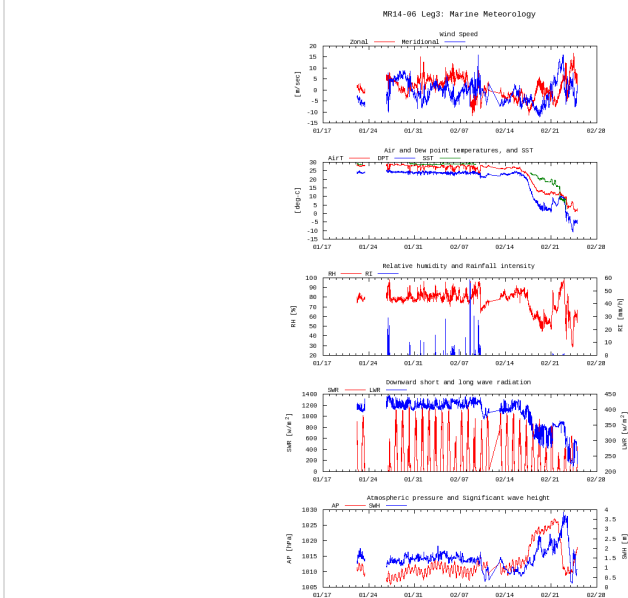 MR14-06 Leg3: Marine Meteorology
Wind Speed
Zonal Meridional
[m/sec]
20
15
10
5
0
-5
-10
-15
01/17 01/24 01/31 02/07 02/14 02/21 02/28
Air and Dew point temperatures, and SST
AirT DPT SST
[deg-C]
30
25
20
15
10
5
0
-5
-10
-15
01/17 01/24 01/31 02/07 02/14 02/21 02/28
Relative humidity and Rainfall intensity
RH RI
RH [%]
100
90
80
70
60
50
40
30
20
60
50
40
30
20
10
0
RI [mm/h]
01/17 01/24 01/31 02/07 02/14 02/21 02/28
Downward short and long wave radiation
SWR LWR
SWR [w/m2]
1400
1200
1000
800
600
400
200
0
450
400
350
300
250
200
LWR [w/m2]
01/17 01/24 01/31 02/07 02/14 02/21 02/28
Atmospheric pressure and Significant wave height
AP SWH
AP [hPa]
1030
1025
1020
1015
1010
1005
4
3.5
3
2.5
2
1.5
1
0.5
0
SWH [m]
01/17 01/24 01/31 02/07 02/14 02/21 02/28